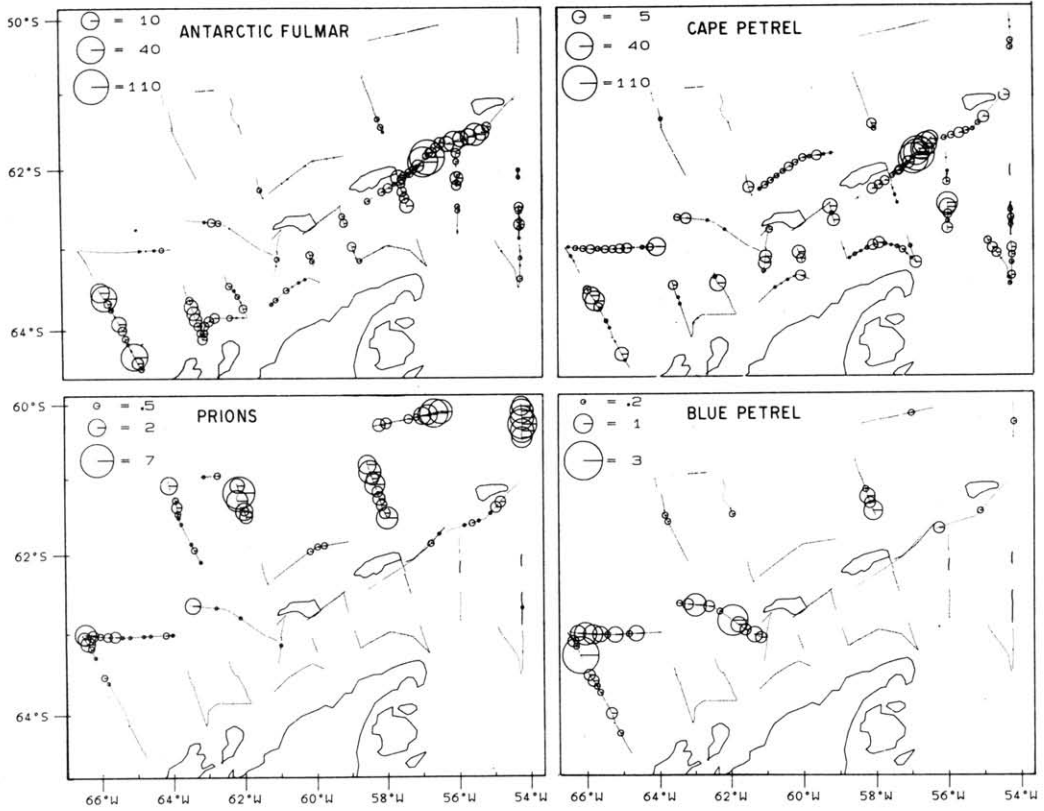 50°S
62°S
64°S
ANTARCTIC FULMAR
= 10
= 40
= 110
CAPE PETREL
= 5
= 40
= 110
60°S
62°S
64°S
PRIONS
= .5
= 2
= 7
BLUE PETREL
= .2
= 1
= 3
66°W 64°W 62°W 60°W 58°W 56°W 54°W
66°W 64°W 62°W 60°W 58°W 56°W 54°W